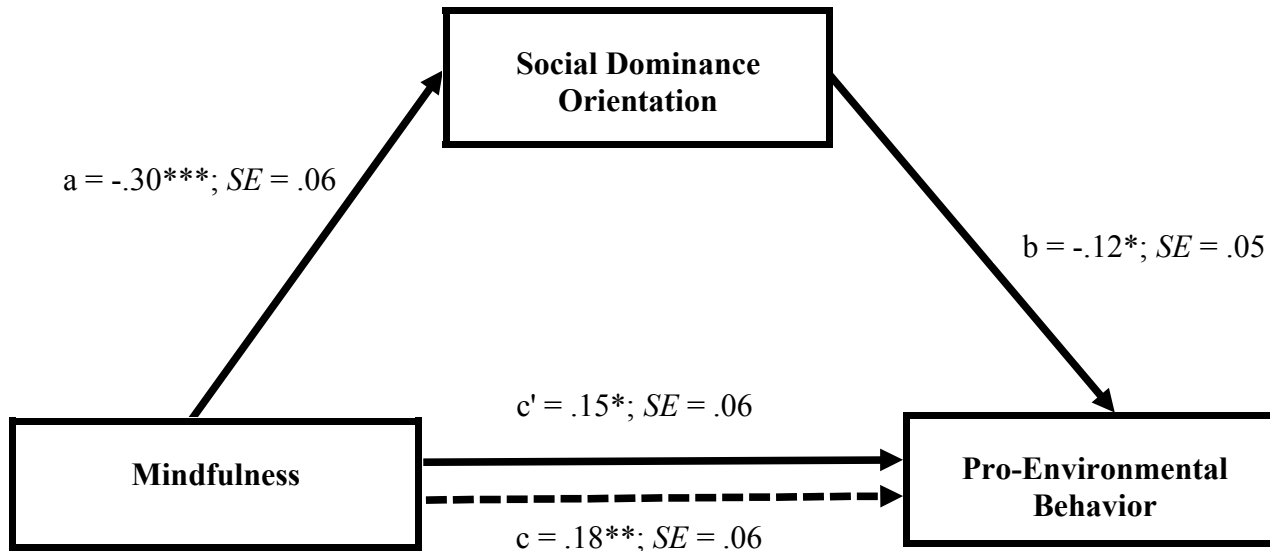 Social Dominance
Orientation
a = -.30***; SE = .06
b = -.12*; SE = .05
c' = .15*; SE = .06
Mindfulness
Pro-Environmental
Behavior
c = .18**; SE = .06